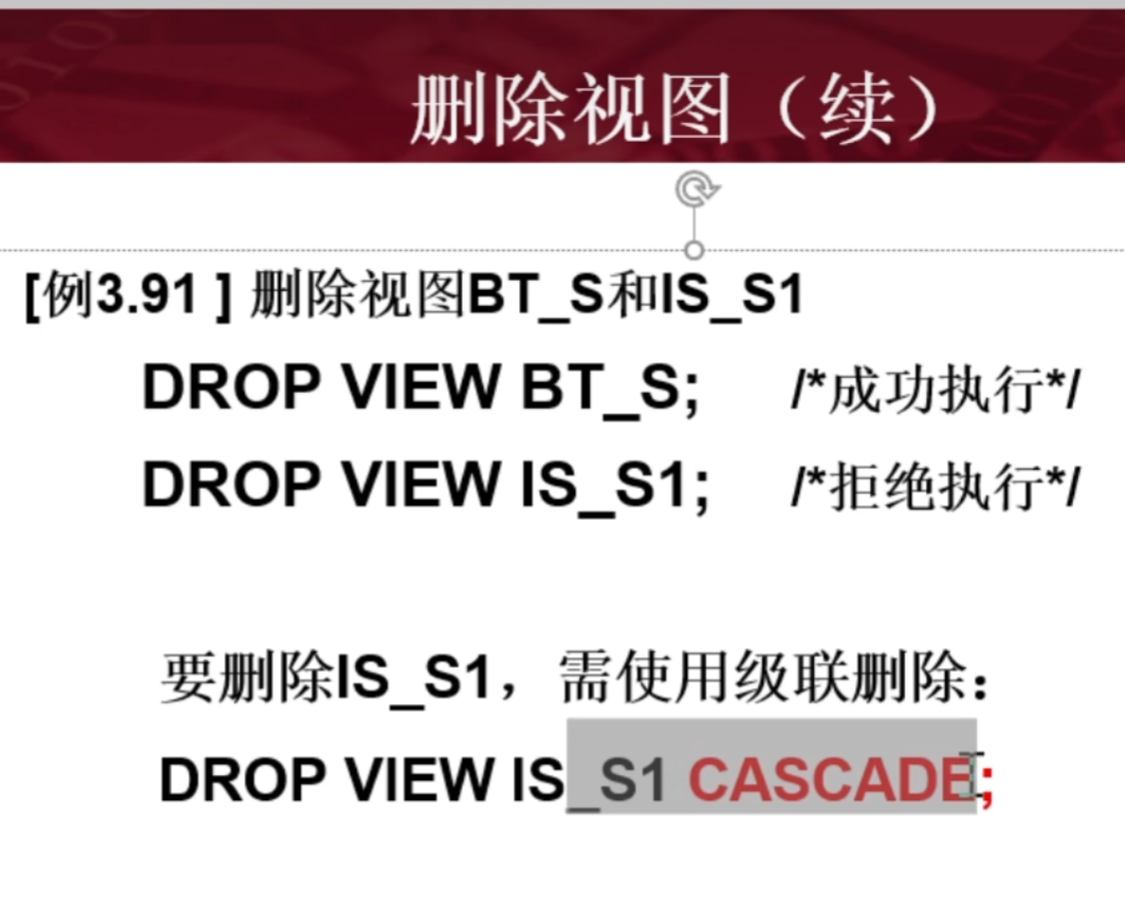 删除视图（续）
[例3.91 ] 删除视图BT_S和IS_S1
DROP VIEW BT_S; /*成功执行*/
DROP VIEW IS_S1; /*拒绝执行*/
要删除IS_S1，需使用级联删除：
DROP VIEW IS_S1 CASCADE;